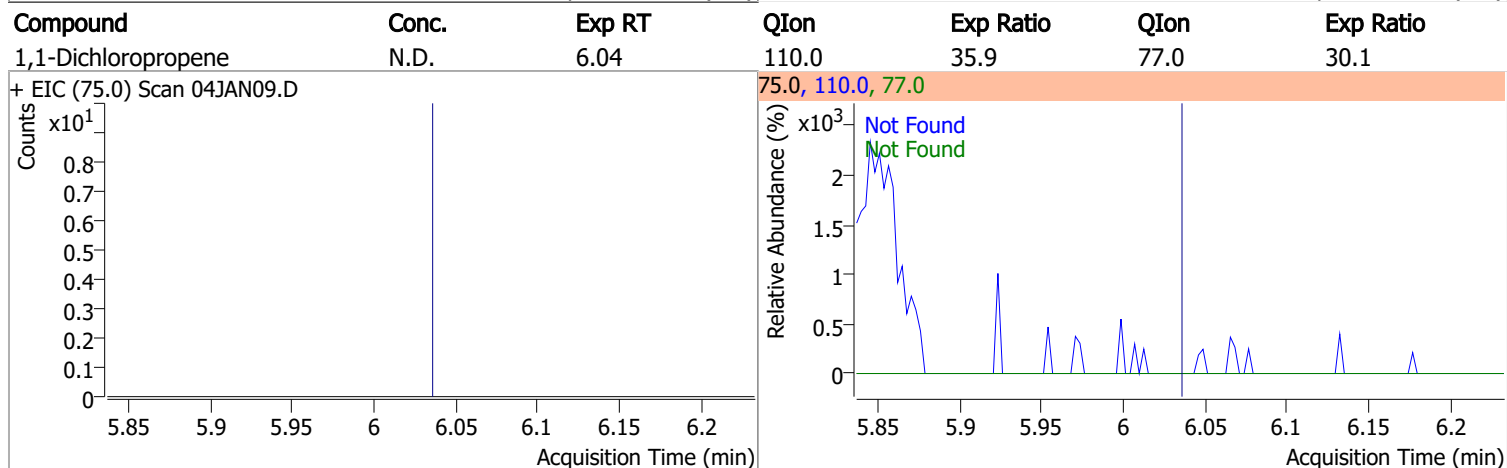 Compound Conc. Exp RT QIon Exp Ratio QIon Exp Ratio
1,1-Dichloropropene N.D. 6.04 110.0 35.9 77.0 30.1
+ EIC (75.0) Scan 04JAN09.D
Counts
x10¹
0.8
0.7
0.6
0.5
0.4
0.3
0.2
0.1
0
5.85 5.9 5.95 6 6.05 6.1 6.15 6.2
Acquisition Time (min)
75.0, 110.0, 77.0
Relative Abundance (%)
x10³
Not Found
Not Found
2
1.5
1
0.5
0
5.85 5.9 5.95 6 6.05 6.1 6.15 6.2
Acquisition Time (min)